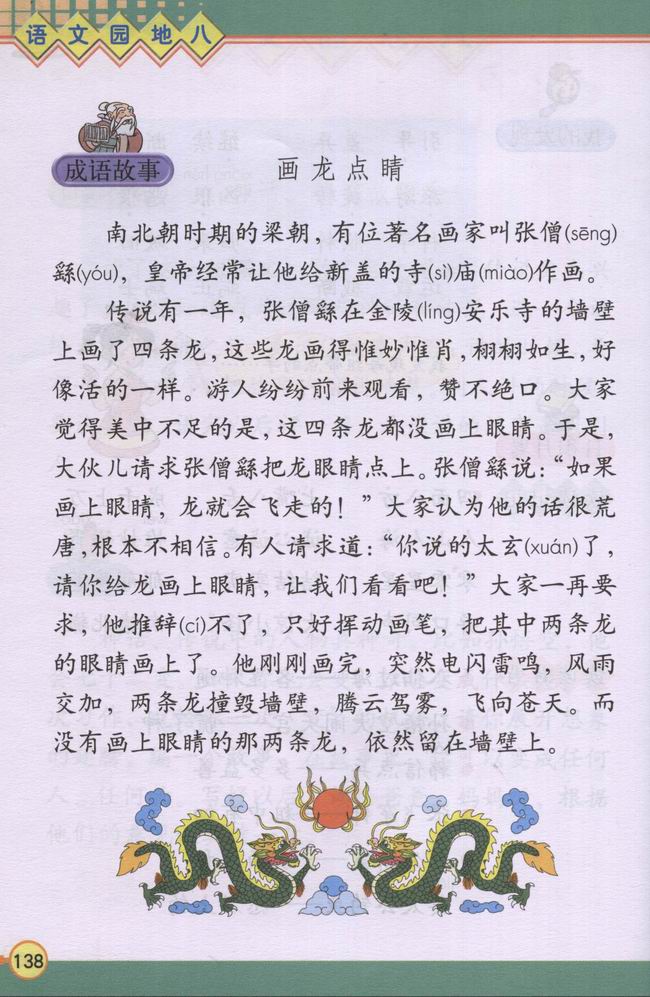 语文园地八
成语故事
画龙点睛
南北朝时期的梁朝，有位著名画家叫张僧(sēng)
繇(yóu)，皇帝经常让他给新盖的寺(sì)庙(miào)作画。
传说有一年，张僧繇在金陵(líng)安乐寺的墙壁
上画了四条龙，这些龙画得惟妙惟肖，栩栩如生，好
像活的一样。游人纷纷前来观看，赞不绝口。大家
觉得美中不足的是，这四条龙都没画上眼睛。于是，
大伙儿请求张僧繇把龙眼睛点上。张僧繇说：“如果
画上眼睛，龙就会飞走的！”大家认为他的话很荒
唐，根本不相信。有人请求道：“你说的太玄(xuán)了，
请你给龙画上眼睛，让我们看看吧！”大家一再要
求，他推辞(cí)不了，只好挥动画笔，把其中两条龙
的眼睛画上了。他刚刚画完，突然电闪雷鸣，风雨
交加，两条龙撞毁墙壁，腾云驾雾，飞向苍天。而
没有画上眼睛的那两条龙，依然留在墙壁上。
138